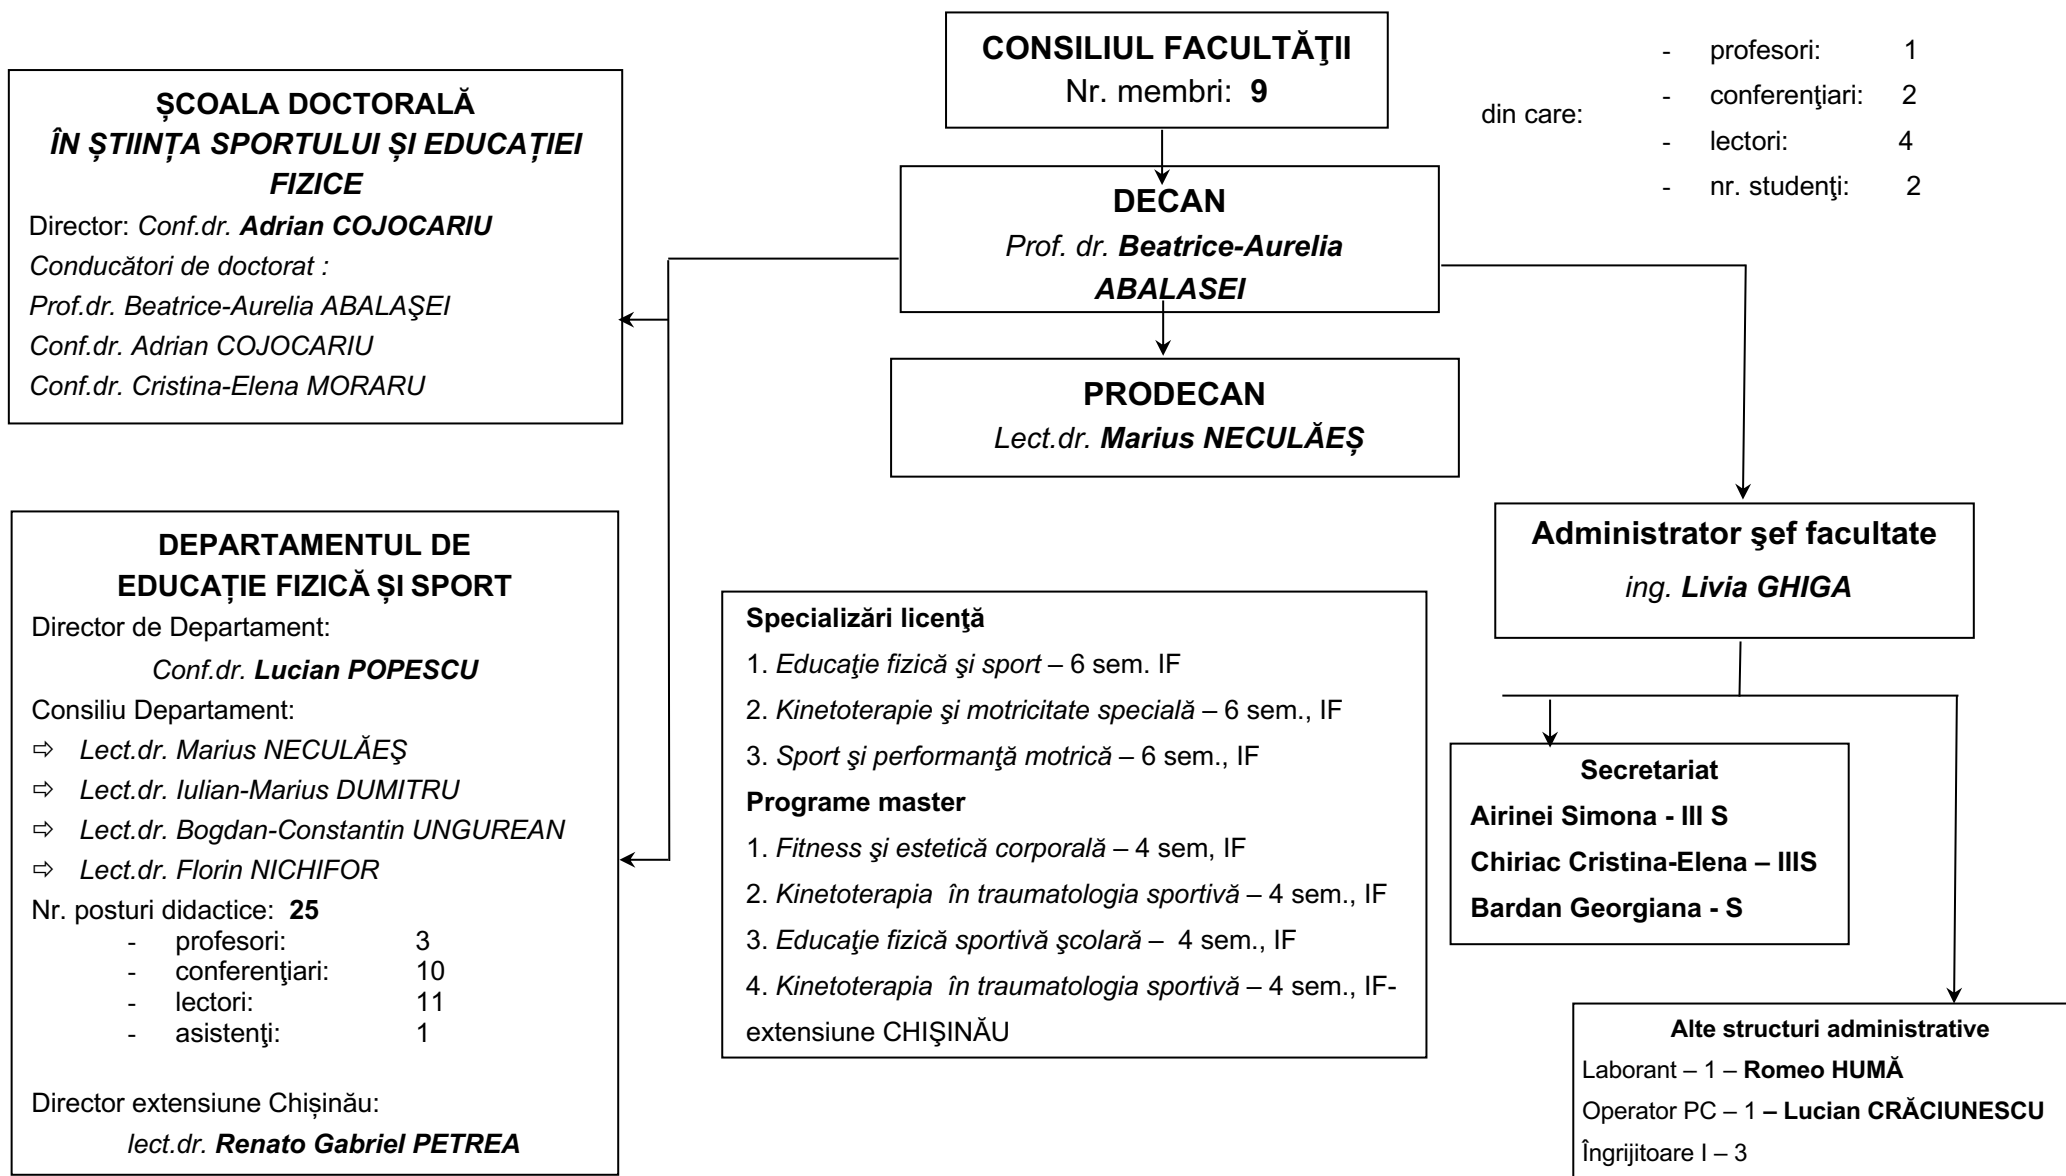 CONSILIUL FACULTĂŢII
Nr. membri: 9
din care:
- profesori: 1
- conferenţiari: 2
- lectori: 4
- nr. studenţi: 2
ȘCOALA DOCTORALĂ
ÎN ȘTIINȚA SPORTULUI ȘI EDUCAȚIEI
FIZICE
Director: Conf.dr. Adrian COJOCARIU
Conducători de doctorat :
Prof.dr. Beatrice-Aurelia ABALAŞEI
Conf.dr. Adrian COJOCARIU
Conf.dr. Cristina-Elena MORARU
DECAN
Prof. dr. Beatrice-Aurelia
ABALASEI
PRODECAN
Lect.dr. Marius NECULĂEȘ
DEPARTAMENTUL DE
EDUCAȚIE FIZICĂ ȘI SPORT
Director de Departament:
Conf.dr. Lucian POPESCU
Consiliu Departament:
⇨ Lect.dr. Marius NECULĂEŞ
⇨ Lect.dr. Iulian-Marius DUMITRU
⇨ Lect.dr. Bogdan-Constantin UNGUREAN
⇨ Lect.dr. Florin NICHIFOR
Nr. posturi didactice: 25
- profesori: 3
- conferenţiari: 10
- lectori: 11
- asistenţi: 1
Director extensiune Chișinău:
lect.dr. Renato Gabriel PETREA
Specializări licenţă
1. Educaţie fizică şi sport – 6 sem. IF
2. Kinetoterapie şi motricitate specială – 6 sem., IF
3. Sport şi performanţă motrică – 6 sem., IF
Programe master
1. Fitness şi estetică corporală – 4 sem, IF
2. Kinetoterapia în traumatologia sportivă – 4 sem., IF
3. Educaţie fizică sportivă şcolară – 4 sem., IF
4. Kinetoterapia în traumatologia sportivă – 4 sem., IF-
extensiune CHIŞINĂU
Administrator şef facultate
ing. Livia GHIGA
Secretariat
Airinei Simona - III S
Chiriac Cristina-Elena – IIIS
Bardan Georgiana - S
Alte structuri administrative
Laborant – 1 – Romeo HUMĂ
Operator PC – 1 – Lucian CRĂCIUNESCU
Îngrijitoare I – 3